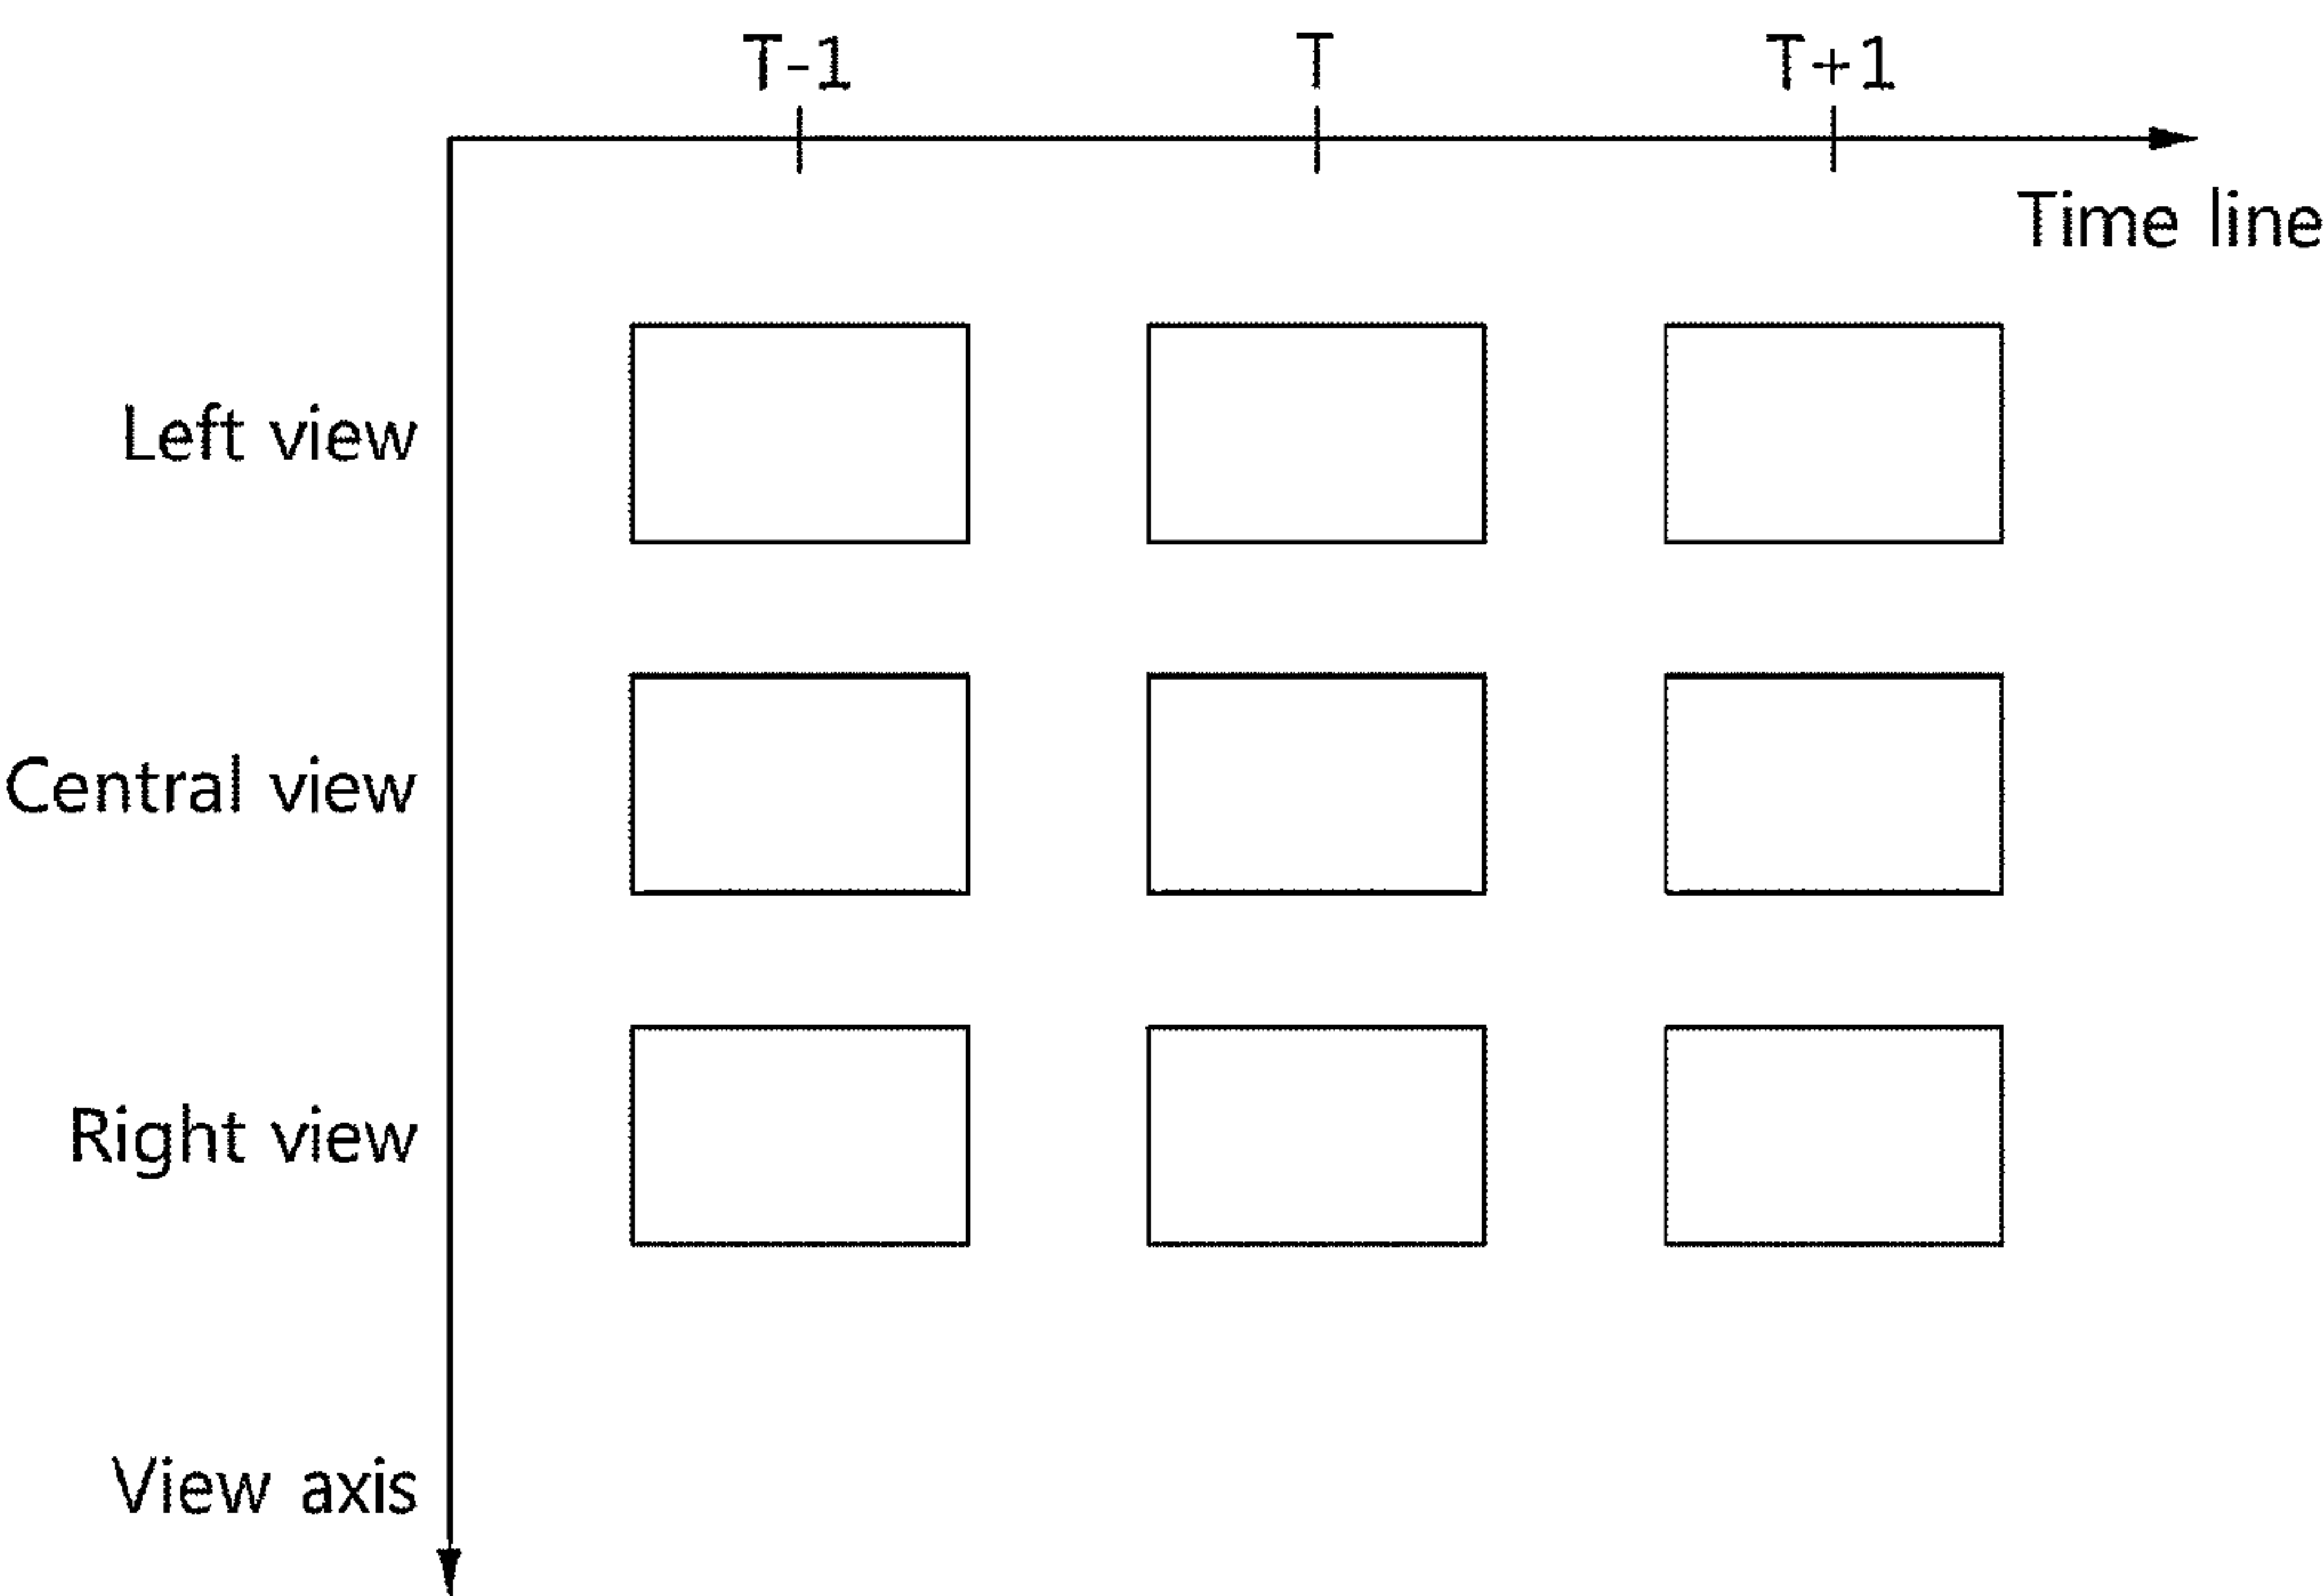 T-1 T T+1
Time line
Left view
Central view
Right view
View axis